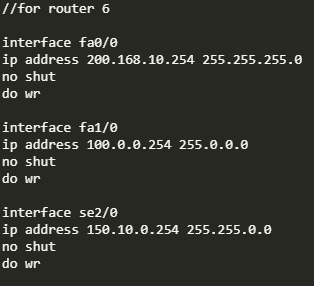 //for router 6
interface fa0/0
ip address 200.168.10.254 255.255.255.0
no shut
do wr
interface fa1/0
ip address 100.0.0.254 255.0.0.0
no shut
do wr
interface se2/0
ip address 150.10.0.254 255.255.0.0
no shut
do wr